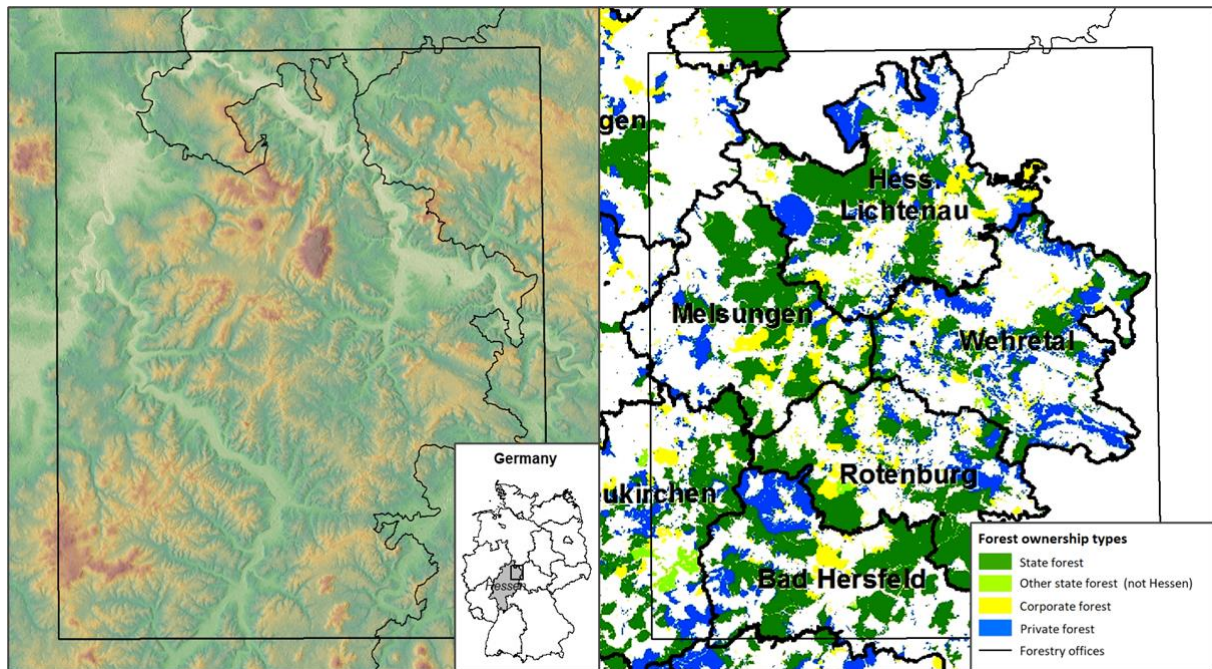 Germany
Hessen
gen
Hess.
Lichtenau
Melsungen
Wehretal
Rotenburg
ukirchen
Bad Hersfeld
Forest ownership types
State forest
Other state forest (not Hessen)
Corporate forest
Private forest
Forestry offices